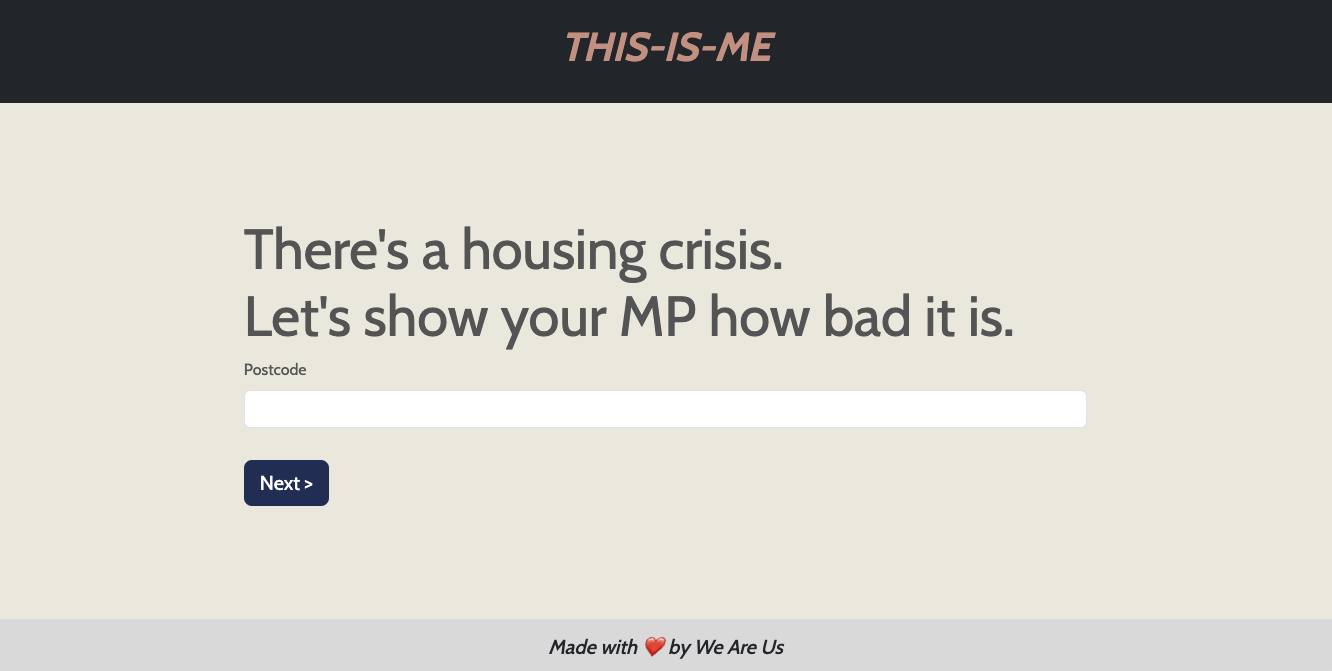 THIS-IS-ME
There's a housing crisis.
Let's show your MP how bad it is.
Postcode
Next >
Made with ❤️ by We Are Us